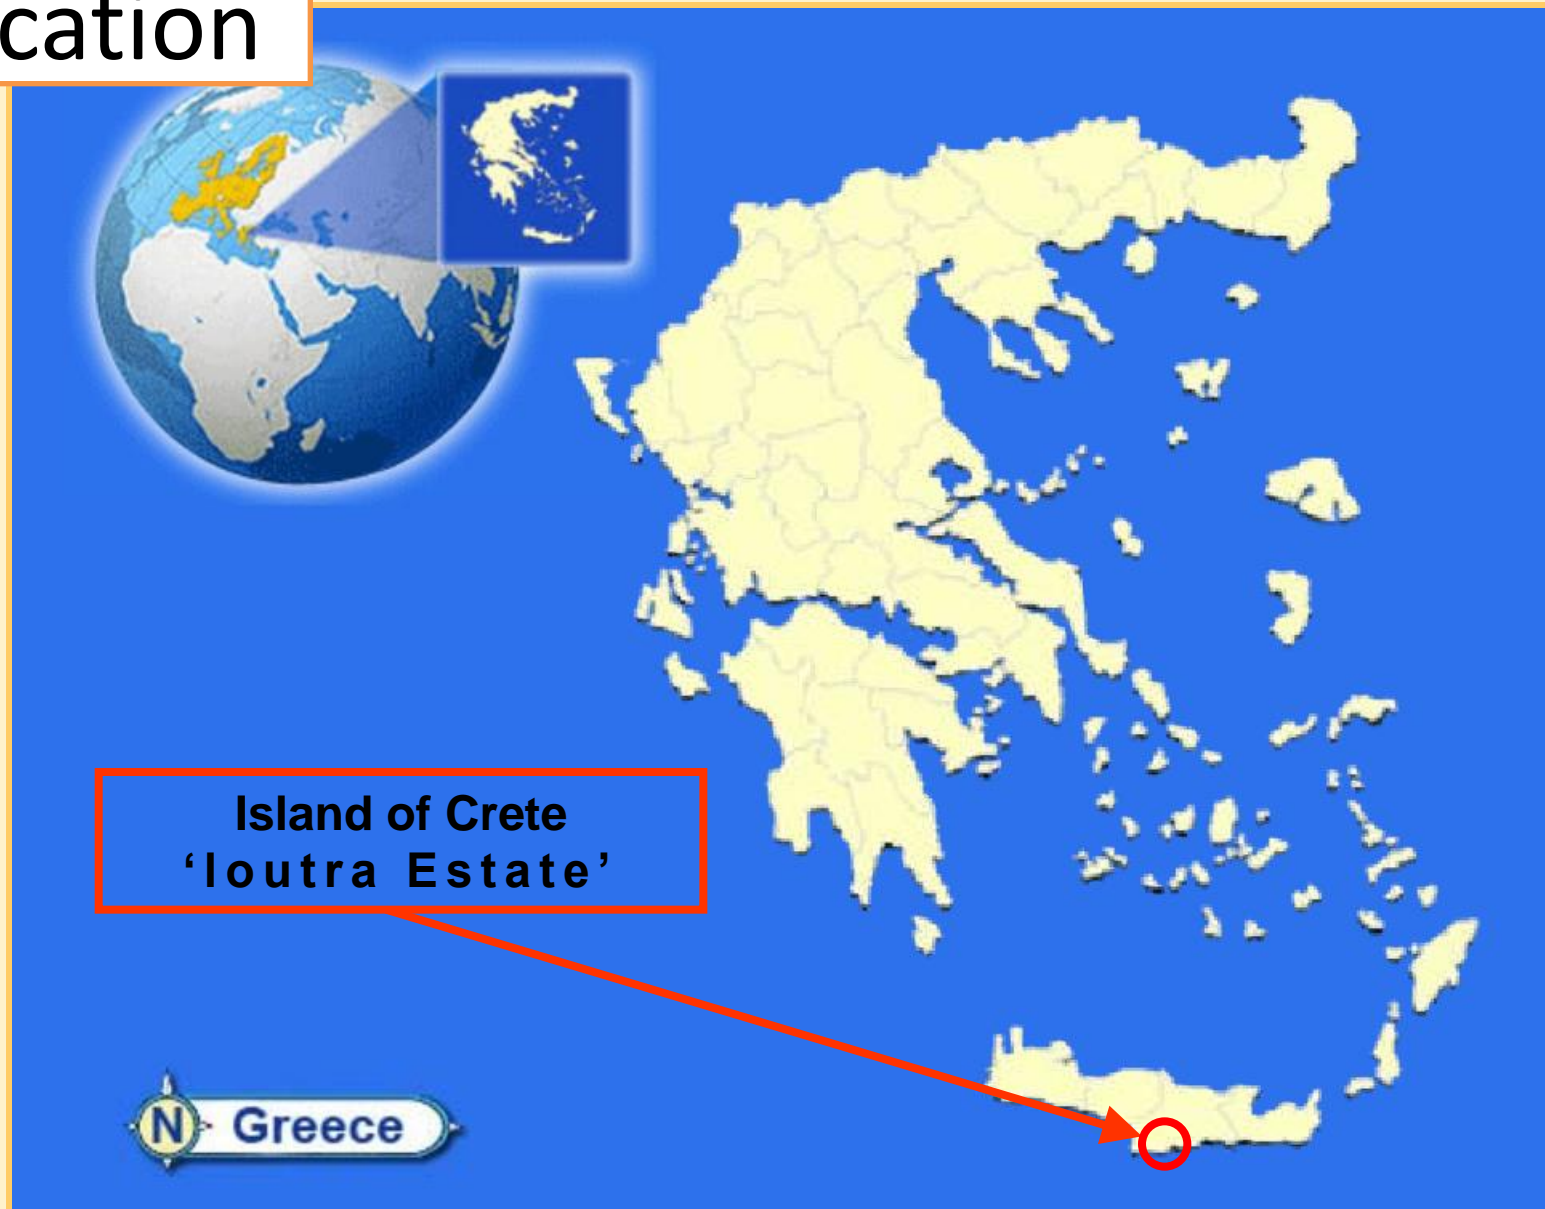 cation
Island of Crete
‘loutra Estate’
N Greece